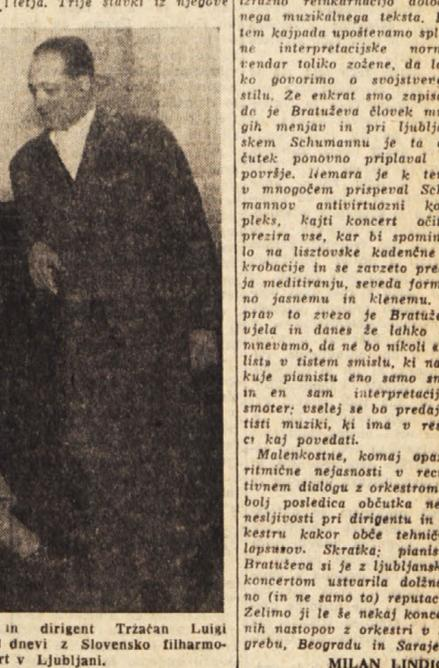 letja. Trije stavki iz njegove
in dirigent Tržačan Luigi
dnevi z Slovensko filharmo-
rt v Ljubljani.
izrazno reinkarnacijo
nega muzikalnega teksta.
tem kajpada upoštevamo spl
ne interpretacijske norm
vendar toliko zožene, da le
ko govorimo o svojstven
stilu. Že enkrat smo zapisa
da je Bratuževa človek m
gih menjav in pri ljublja
skem Schumannu je ta
čutek ponovno priplaval
površje. Nemara je k te
v mnogočem prispeval Sc
mannov antivirtuozni ko
pleks, kajti koncert oči
prezira vse, kar bi spomin
lo na lisztovske kadenčne
krobacije in se zavzeto pre
ja meditiranju, seveda form
no jasnemu in klenemu.
prav to zvezo je Bratuže
ujela in danes že lahko
mnevamo, da ne bo nikoli
list» v tistem smislu, ki na
kuje pianistu eno samo sm
in en sam interpretacij
smoter; vselej se bo predaj
tisti muziki, ki ima v res
ci kaj povedati.
Malenkostne, komaj opa
ritmične nejasnosti v rec
tivnem dialogu z orkestrom
bolj posledica občutka ne
nesljivosti pri dirigentu in
kestru kakor obče tehnič
lapsusov. Skratka; pianis
Bratuževa si je z ljubljansk
koncertom ustvarila dolžn
no (in ne samo to) reputac
Želimo ji le še nekaj konce
nih nastopov z orkestri v
grebu, Beogradu in Saraje
MILAN LIND